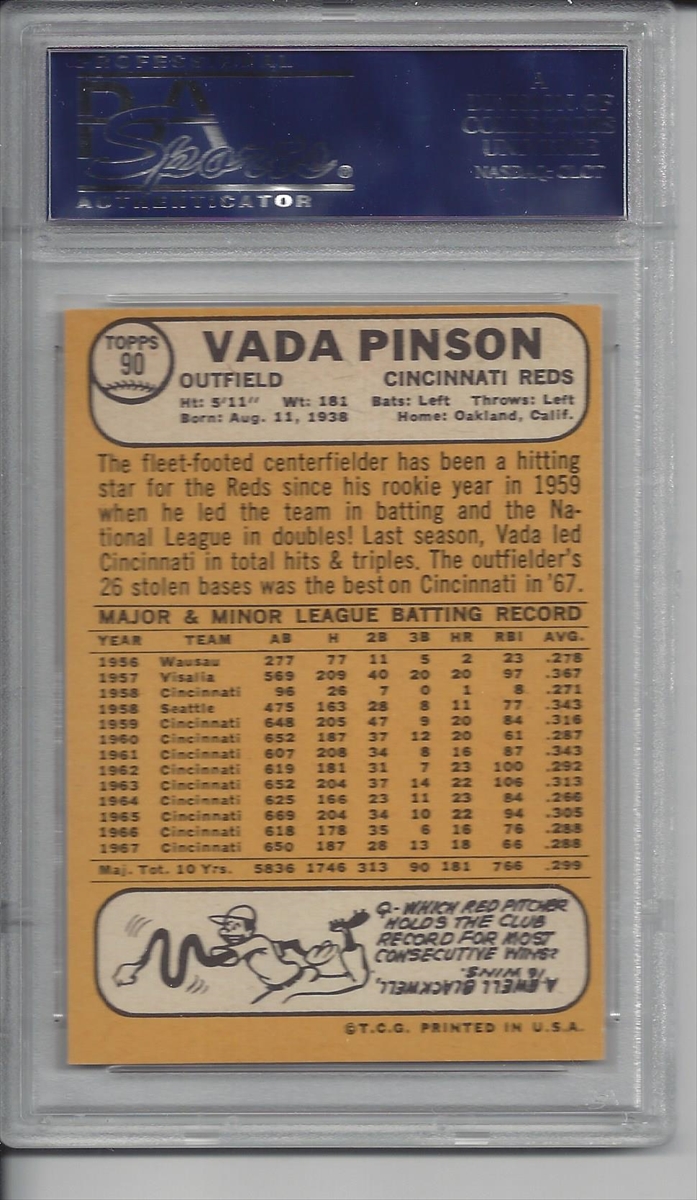 PROFESSIONAL
PSA
Sports®
AUTHENTICATOR
A
DIVISION OF
COLLECTORS
UNIVERSE
NASDAQ: CLCT
TOPPS
90
VADA PINSON
OUTFIELD CINCINNATI REDS
Ht: 5'11" Wt: 181 Bats: Left Throws: Left
Born: Aug. 11, 1938 Home: Oakland, Calif.
The fleet-footed centerfielder has been a hitting
star for the Reds since his rookie year in 1959
when he led the team in batting and the Na-
tional League in doubles! Last season, Vada led
Cincinnati in total hits & triples. The outfielder's
26 stolen bases was the best on Cincinnati in '67.
MAJOR & MINOR LEAGUE BATTING RECORD
YEAR TEAM AB H 2B 3B HR RBI AVG.
1956 Wausau 277 77 11 5 2 23 .278
1957 Visalia 569 209 40 20 20 97 .367
1958 Cincinnati 96 26 7 0 1 8 .271
1958 Seattle 475 163 28 8 11 77 .343
1959 Cincinnati 648 205 47 9 20 84 .316
1960 Cincinnati 652 187 37 12 20 61 .287
1961 Cincinnati 607 208 34 8 16 87 .343
1962 Cincinnati 619 181 31 7 23 100 .292
1963 Cincinnati 652 204 37 14 22 106 .313
1964 Cincinnati 625 166 23 11 23 84 .266
1965 Cincinnati 669 204 34 10 22 94 .305
1966 Cincinnati 618 178 35 6 16 76 .288
1967 Cincinnati 650 187 28 13 18 66 .288
Maj. Tot. 10 Yrs. 5836 1746 313 90 181 766 .299
Q- WHICH RED PITCHER
HOLDS THE CLUB
RECORD FOR MOST
CONSECUTIVE WINS?
A. EWELL BLACKWELL,
16 WINS.
©T.C.G. PRINTED IN U.S.A.